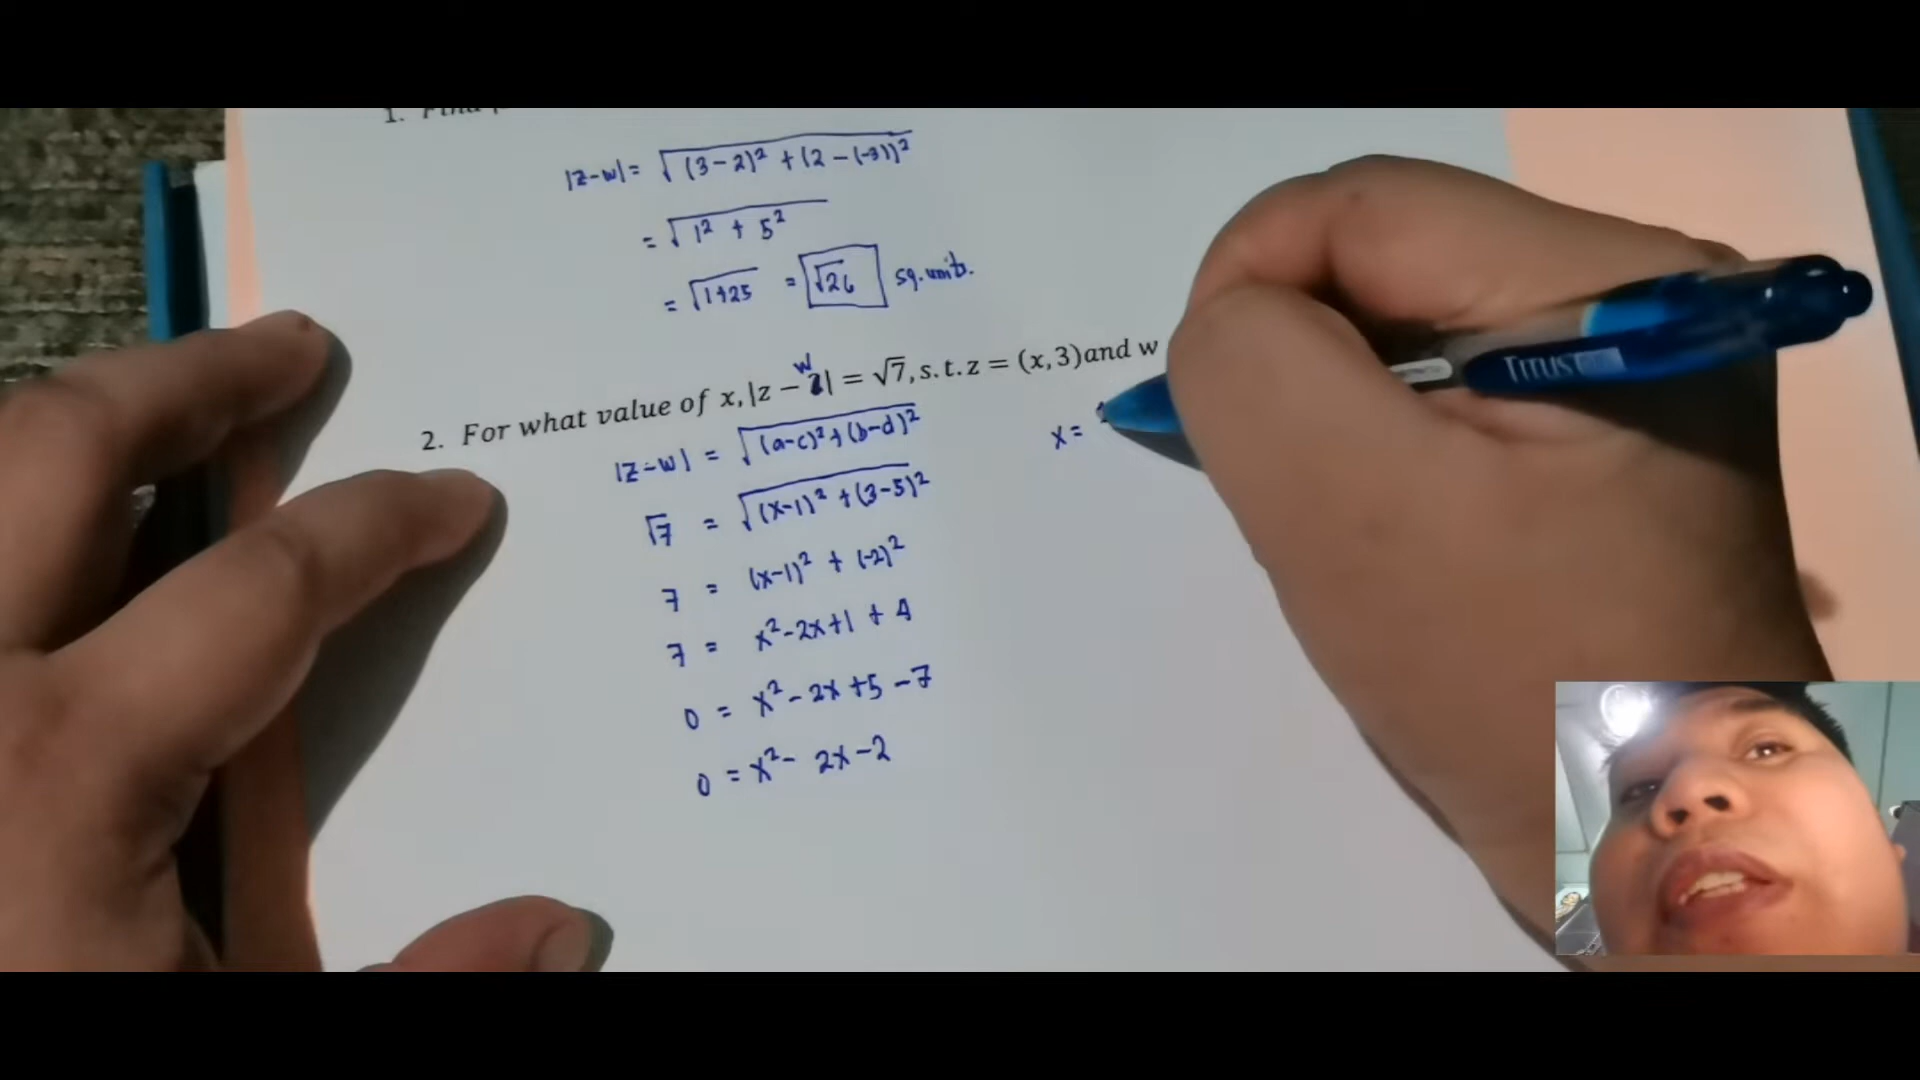 1. Find
|z-w| = √(3-2)² + (2-(-3))²
= √1² + 5²
= √1+25 = √26 sq. units.
w
2. For what value of x, |z - | = √7, s.t. z = (x, 3) and w
|z-w| = √(a-c)² + (b-d)²
x =
√7 = √(x-1)² + (3-5)²
7 = (x-1)² + (-2)²
7 = x²-2x+1 + 4
0 = x²-2x+5-7
0 = x²-2x-2
TITUS